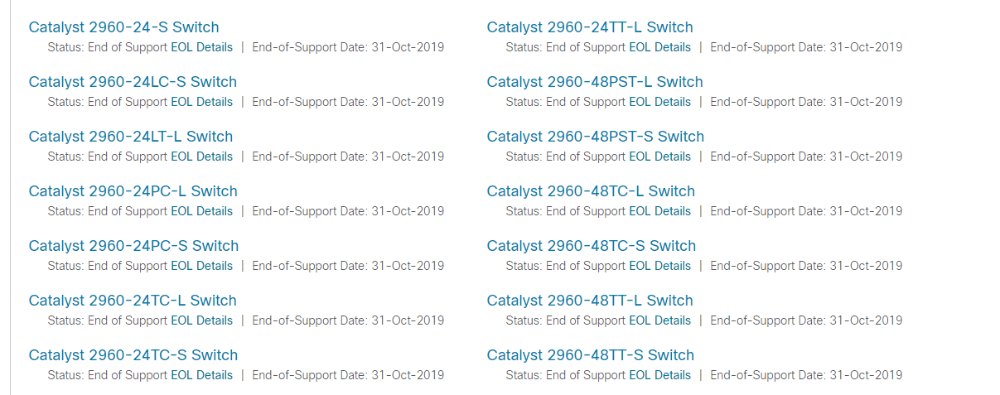 Catalyst 2960-24-S Switch
Status: End of Support EOL Details | End-of-Support Date: 31-Oct-2019
Catalyst 2960-24LC-S Switch
Status: End of Support EOL Details | End-of-Support Date: 31-Oct-2019
Catalyst 2960-24LT-L Switch
Status: End of Support EOL Details | End-of-Support Date: 31-Oct-2019
Catalyst 2960-24PC-L Switch
Status: End of Support EOL Details | End-of-Support Date: 31-Oct-2019
Catalyst 2960-24PC-S Switch
Status: End of Support EOL Details | End-of-Support Date: 31-Oct-2019
Catalyst 2960-24TC-L Switch
Status: End of Support EOL Details | End-of-Support Date: 31-Oct-2019
Catalyst 2960-24TC-S Switch
Status: End of Support EOL Details | End-of-Support Date: 31-Oct-2019
Catalyst 2960-24TT-L Switch
Status: End of Support EOL Details | End-of-Support Date: 31-Oct-2019
Catalyst 2960-48PST-L Switch
Status: End of Support EOL Details | End-of-Support Date: 31-Oct-2019
Catalyst 2960-48PST-S Switch
Status: End of Support EOL Details | End-of-Support Date: 31-Oct-2019
Catalyst 2960-48TC-L Switch
Status: End of Support EOL Details | End-of-Support Date: 31-Oct-2019
Catalyst 2960-48TC-S Switch
Status: End of Support EOL Details | End-of-Support Date: 31-Oct-2019
Catalyst 2960-48TT-L Switch
Status: End of Support EOL Details | End-of-Support Date: 31-Oct-2019
Catalyst 2960-48TT-S Switch
Status: End of Support EOL Details | End-of-Support Date: 31-Oct-2019